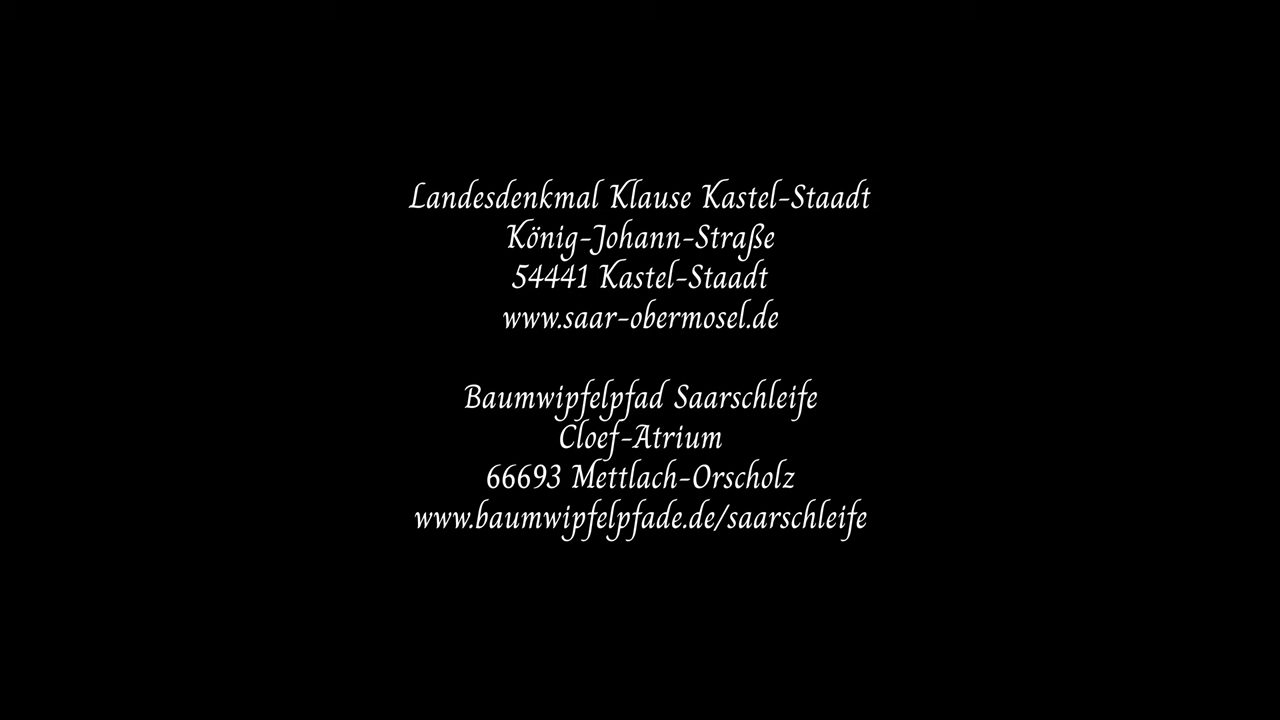 Landesdenkmal Klause Kastel-Staadt
König-Johann-Straße
54441 Kastel-Staadt
www.saar-obermosel.de
Baumwipfelpfad Saarschleife
Cloef-Atrium
66693 Mettlach-Orscholz
www.baumwipfelpfade.de/saarschleife